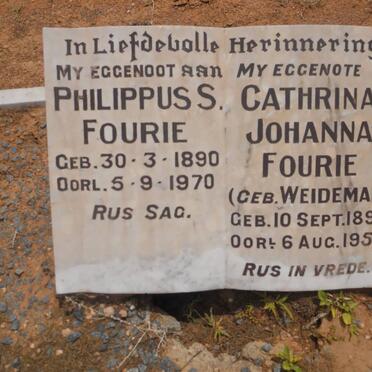 In Liefdevolle Herinnering
MY EGGENOOT AAN
PHILIPPUS S.
FOURIE
GEB. 30-3-1890
OORL. 5-9-1970
RUS SAG.
MY EGGENOTE
CATHRINA
JOHANNA
FOURIE
(GEB. WEIDEMA
GEB. 10 SEPT. 189
OORL 6 AUG. 195
RUS IN VREDE.